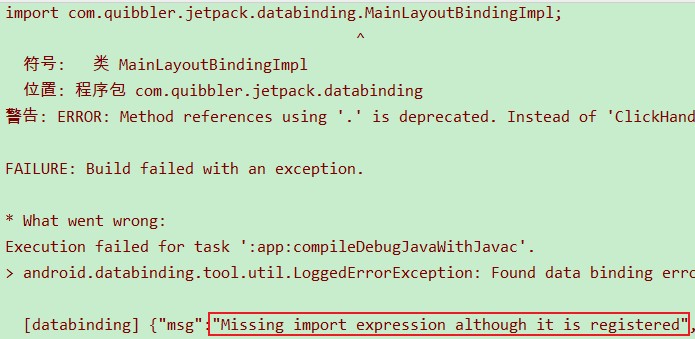 import com.quibbler.jetpack.databinding.MainLayoutBindingImpl;
^
符号:   类 MainLayoutBindingImpl
位置: 程序包 com.quibbler.jetpack.databinding
警告: ERROR: Method references using '.' is deprecated. Instead of 'ClickHand
FAILURE: Build failed with an exception.
* What went wrong:
Execution failed for task ':app:compileDebugJavaWithJavac'.
> android.databinding.tool.util.LoggedErrorException: Found data binding erro
[databinding] {"msg":"Missing import expression although it is registered",